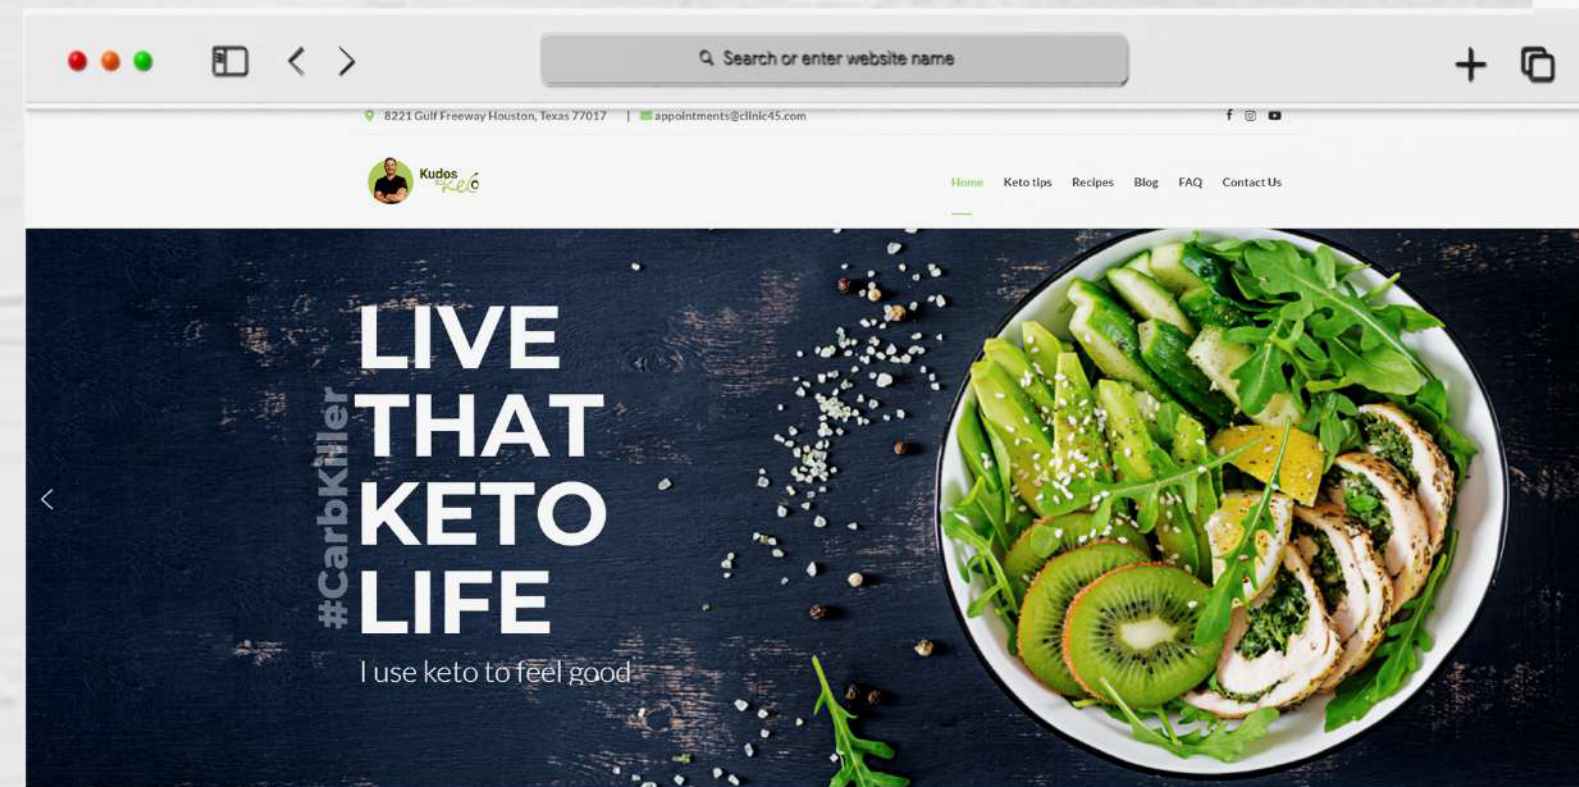 Search or enter website name
8221 Gulf Freeway Houston, Texas 77017 | appointments@clinic45.com
Kudos
TO Keto
Home Keto tips Recipes Blog FAQ Contact Us
#CarbKiller
LIVE
THAT
KETO
LIFE
I use keto to feel good